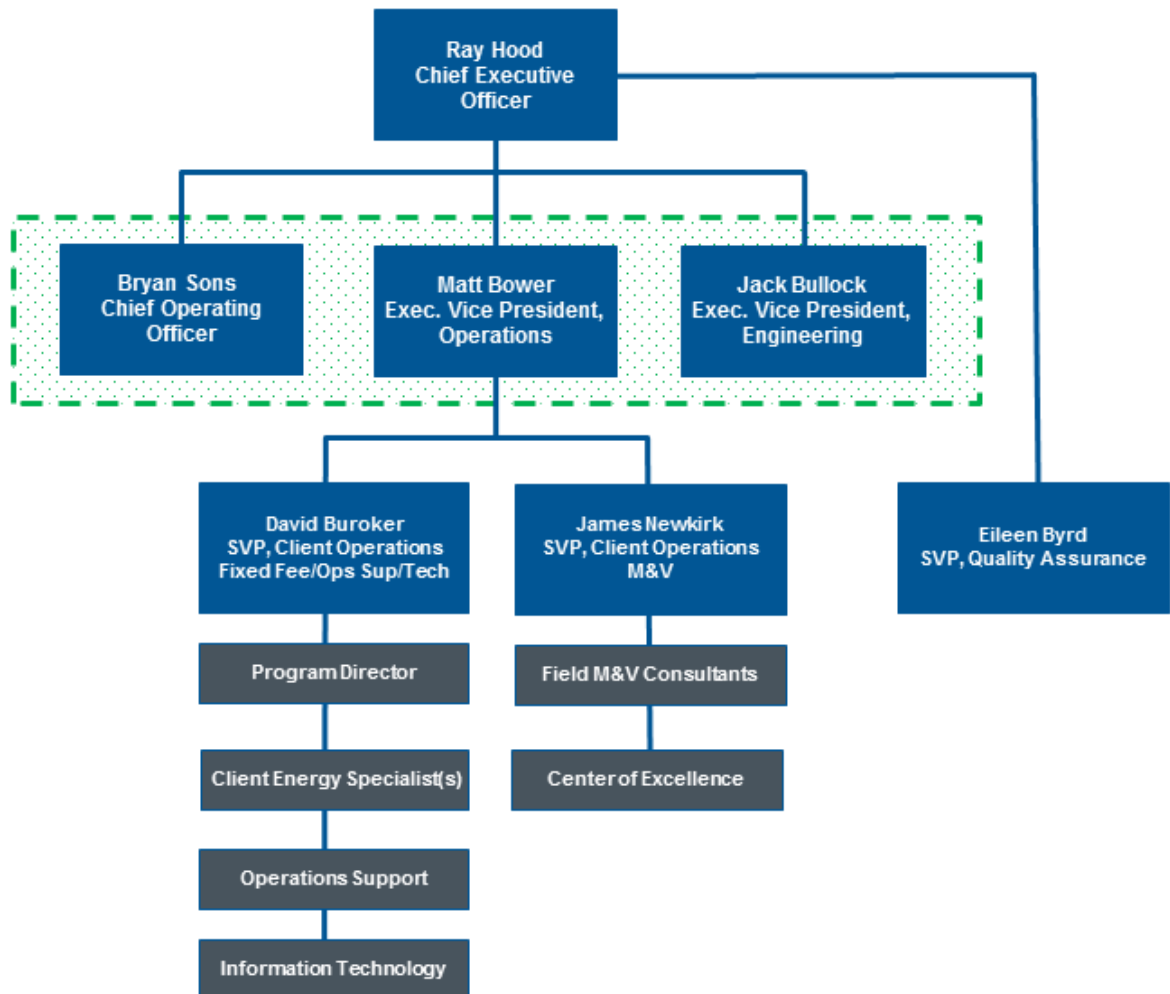 Ray Hood
Chief Executive
Officer
Bryan Sons
Chief Operating
Officer
Matt Bower
Exec. Vice President,
Operations
Jack Bullock
Exec. Vice President,
Engineering
David Buroker
SVP, Client Operations
Fixed Fee/Ops Sup/Tech
James Newkirk
SVP, Client Operations
M&V
Eileen Byrd
SVP, Quality Assurance
Program Director
Field M&V Consultants
Client Energy Specialist(s)
Center of Excellence
Operations Support
Information Technology